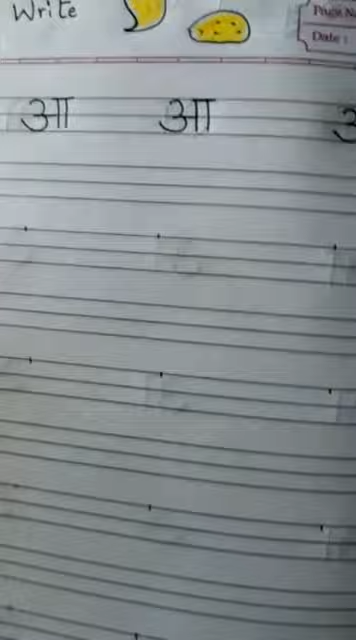 Write
Page N
Date :
आ आ